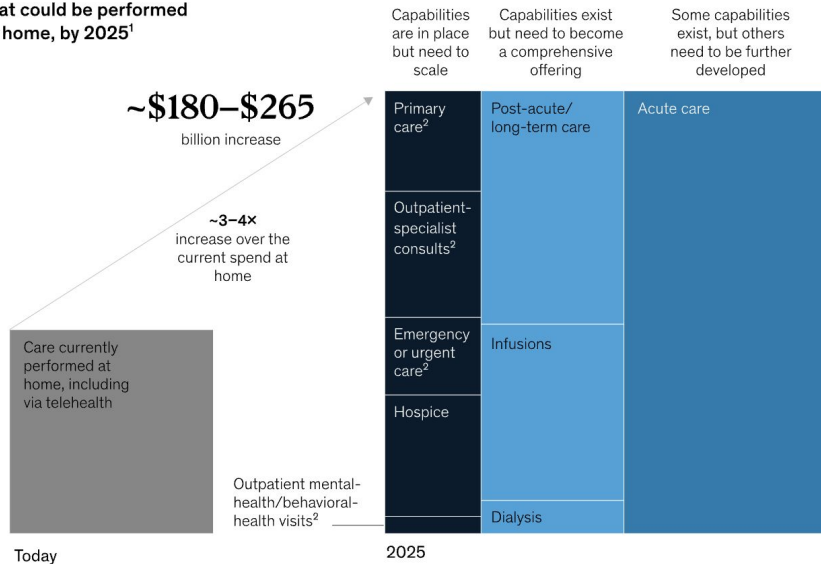 at could be performed
home, by 2025¹
Capabilities
are in place
but need to
scale
Capabilities exist
but need to become
a comprehensive
offering
Some capabilities
exist, but others
need to be further
developed
~$180–$265
billion increase
~3–4×
increase over the
current spend at
home
Care currently
performed at
home, including
via telehealth
Today
Primary
care²
Outpatient-
specialist
consults²
Emergency
or urgent
care²
Hospice
Outpatient mental-
health/behavioral-
health visits²
Post-acute/
long-term care
Infusions
Dialysis
Acute care
2025